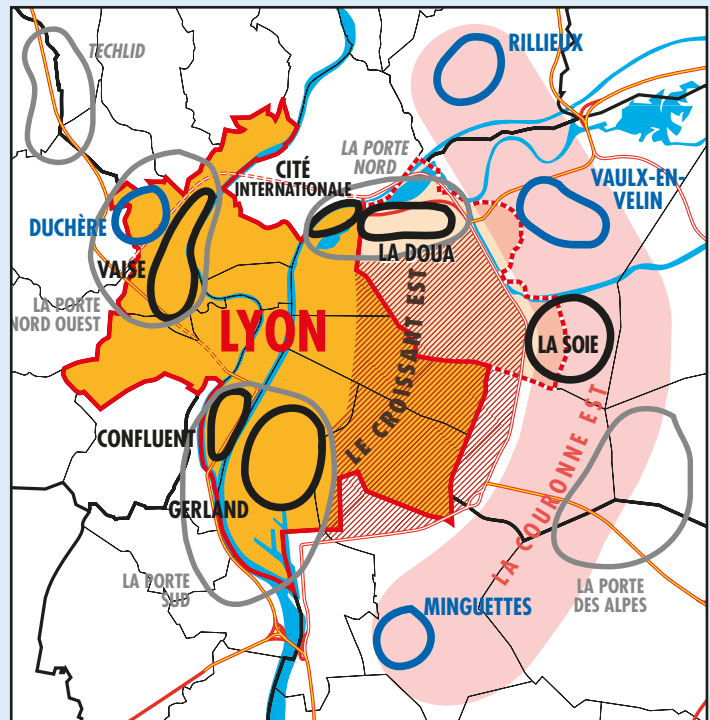 TECHLID
RILLIEUX
LA PORTE
NORD
CITÉ
INTERNATIONALE
VAULX-EN-
VELIN
DUCHÈRE
LA DOUA
VAISE
LA PORTE
NORD OUEST
LYON
LE CROISSANT EST
LA SOIE
CONFLUENT
GERLAND
LA COURONNE EST
LA PORTE
SUD
MINGUETTES
LA PORTE
DES ALPES